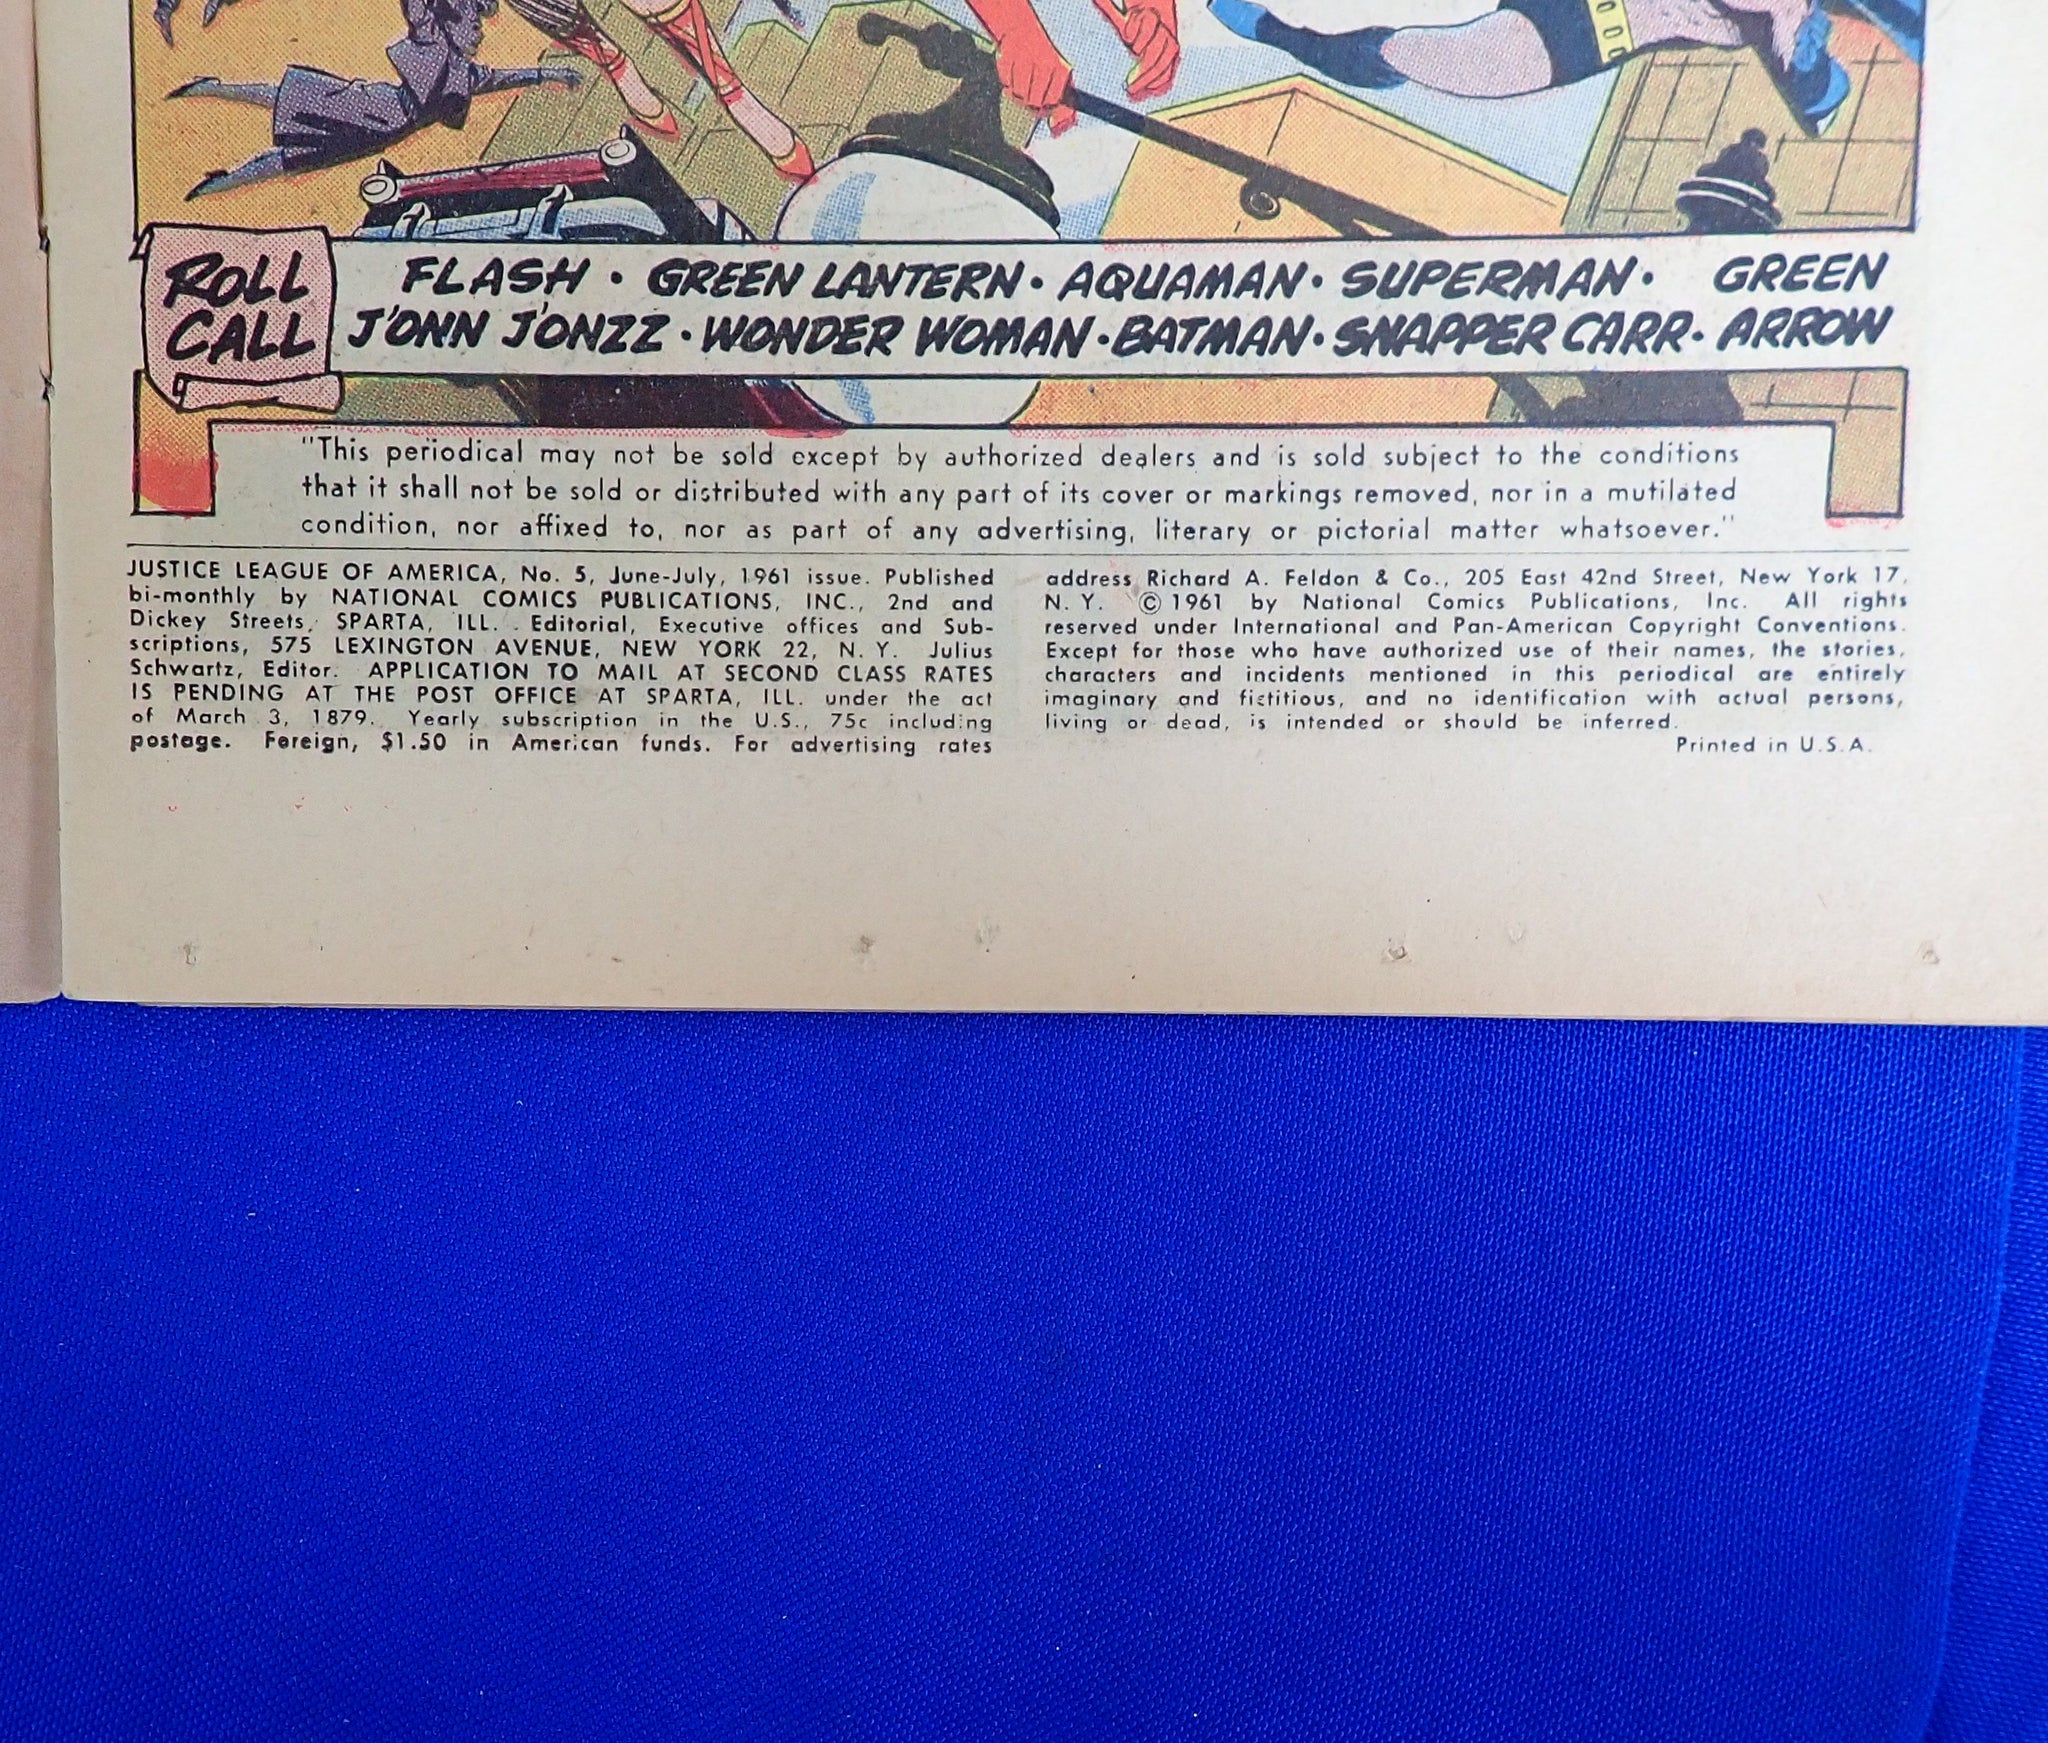 ROLL
CALL
FLASH · GREEN LANTERN · AQUAMAN · SUPERMAN · GREEN
J'ONN J'ONZZ · WONDER WOMAN · BATMAN · SNAPPER CARR · ARROW
"This periodical may not be sold except by authorized dealers and is sold subject to the conditions
that it shall not be sold or distributed with any part of its cover or markings removed, nor in a mutilated
condition, nor affixed to, nor as part of any advertising, literary or pictorial matter whatsoever."
JUSTICE LEAGUE OF AMERICA, No. 5, June-July, 1961 issue. Published
bi-monthly by NATIONAL COMICS PUBLICATIONS, INC., 2nd and
Dickey Streets, SPARTA, ILL. Editorial, Executive offices and Sub-
scriptions, 575 LEXINGTON AVENUE, NEW YORK 22, N. Y. Julius
Schwartz, Editor. APPLICATION TO MAIL AT SECOND CLASS RATES
IS PENDING AT THE POST OFFICE AT SPARTA, ILL. under the act
of March 3, 1879. Yearly subscription in the U.S., 75c including
postage. Foreign, $1.50 in American funds. For advertising rates
address Richard A. Feldon & Co., 205 East 42nd Street, New York 17,
N. Y. © 1961 by National Comics Publications, Inc. All rights
reserved under International and Pan-American Copyright Conventions.
Except for those who have authorized use of their names, the stories,
characters and incidents mentioned in this periodical are entirely
imaginary and fictitious, and no identification with actual persons,
living or dead, is intended or should be inferred.
Printed in U.S.A.